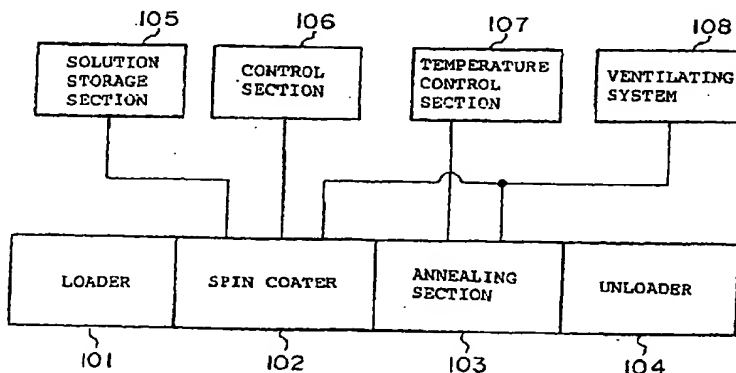 105
106
107
108
SOLUTION
STORAGE
SECTION
CONTROL
SECTION
TEMPERATURE
CONTROL
SECTION
VENTILATING
SYSTEM
LOADER
SPIN COATER
ANNEALING
SECTION
UNLOADER
101
102
103
104